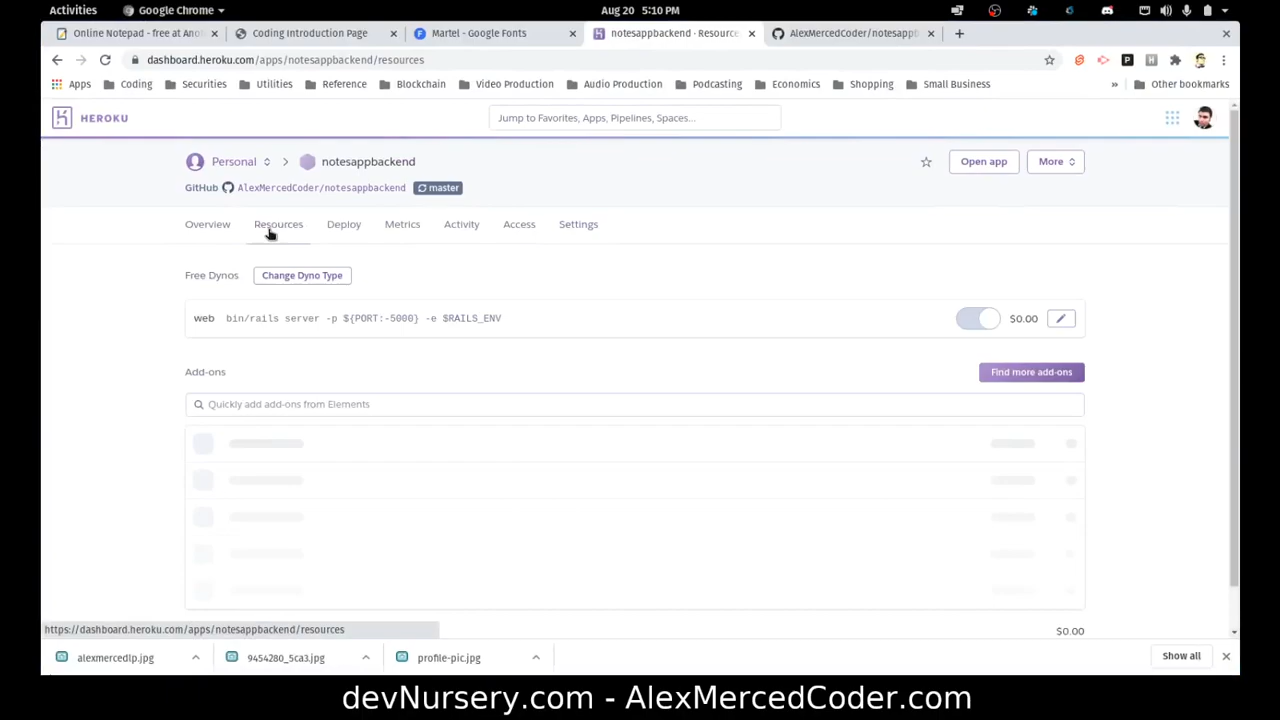 Activities
Google Chrome
Aug 20 5:10 PM
Online Notepad - free at Ano
Coding Introduction Page
Martel - Google Fonts
notesappbackend · Resource
AlexMercedCoder/notesappb
dashboard.heroku.com/apps/notesappbackend/resources
Apps
Coding
Securities
Utilities
Reference
Blockchain
Video Production
Audio Production
Podcasting
Economics
Shopping
Small Business
»
Other bookmarks
HEROKU
Jump to Favorites, Apps, Pipelines, Spaces...
Personal
notesappbackend
Open app
More
GitHub
AlexMercedCoder/notesappbackend
master
Overview
Resources
Deploy
Metrics
Activity
Access
Settings
Free Dynos
Change Dyno Type
web bin/rails server -p ${PORT:-5000} -e $RAILS_ENV
$0.00
Add-ons
Find more add-ons
Quickly add add-ons from Elements
https://dashboard.heroku.com/apps/notesappbackend/resources
$0.00
alexmercedlp.jpg
9454280_5ca3.jpg
profile-pic.jpg
Show all
devNursery.com - AlexMercedCoder.com